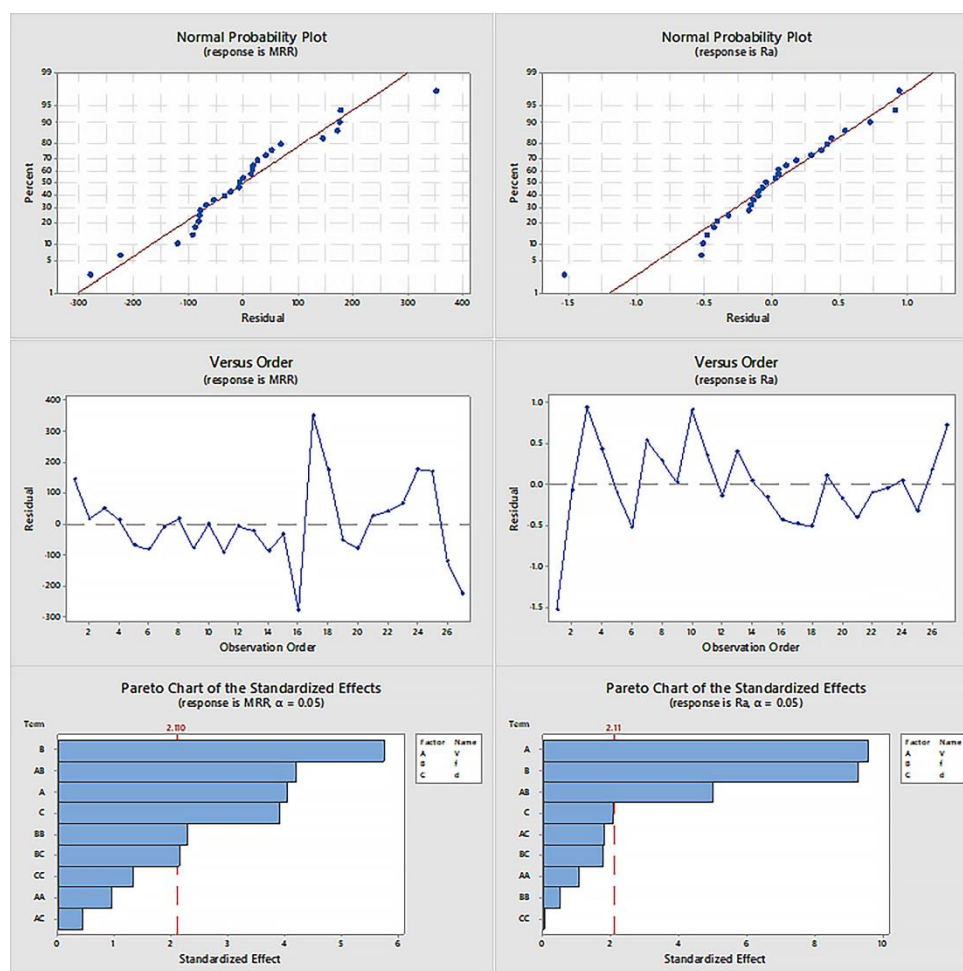 Normal Probability Plot
(response is MRR)
99
95
90
80
70
60
50
40
30
20
10
5
1
Percent
-300 -200 -100 0 100 200 300 400
Residual
Normal Probability Plot
(response is Ra)
99
95
90
80
70
60
50
40
30
20
10
5
1
Percent
-1.5 -1.0 -0.5 0.0 0.5 1.0
Residual
Versus Order
(response is MRR)
400
300
200
100
0
-100
-200
-300
Residual
2 4 6 8 10 12 14 16 18 20 22 24 26
Observation Order
Versus Order
(response is Ra)
1.0
0.5
0.0
-0.5
-1.0
-1.5
Residual
2 4 6 8 10 12 14 16 18 20 22 24 26
Observation Order
Pareto Chart of the Standardized Effects
(response is MRR, α = 0.05)
Term
2.110
B
AB
A
C
BB
BC
CC
AA
AC
0 1 2 3 4 5 6
Standardized Effect
Factor Name
A V
B f
C d
Pareto Chart of the Standardized Effects
(response is Ra, α = 0.05)
Term
2.11
A
B
AB
C
AC
BC
AA
BB
CC
0 2 4 6 8 10
Standardized Effect
Factor Name
A V
B f
C d